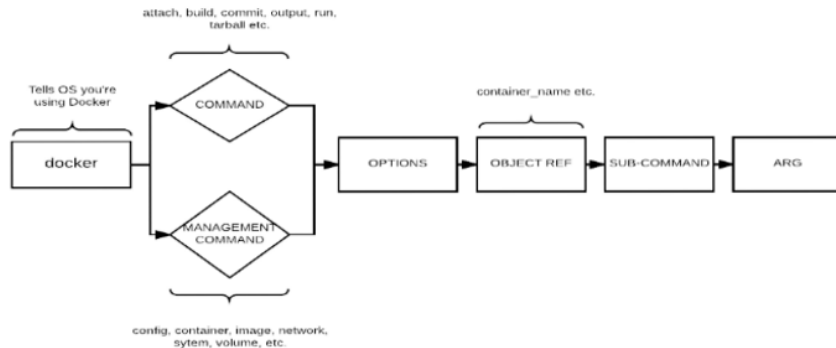 attach, build, commit, output, run,
tarball etc.
Tells OS you're
using Docker
docker
COMMAND
MANAGEMENT
COMMAND
config, container, image, network,
sytem, volume, etc.
OPTIONS
container_name etc.
OBJECT REF
SUB-COMMAND
ARG